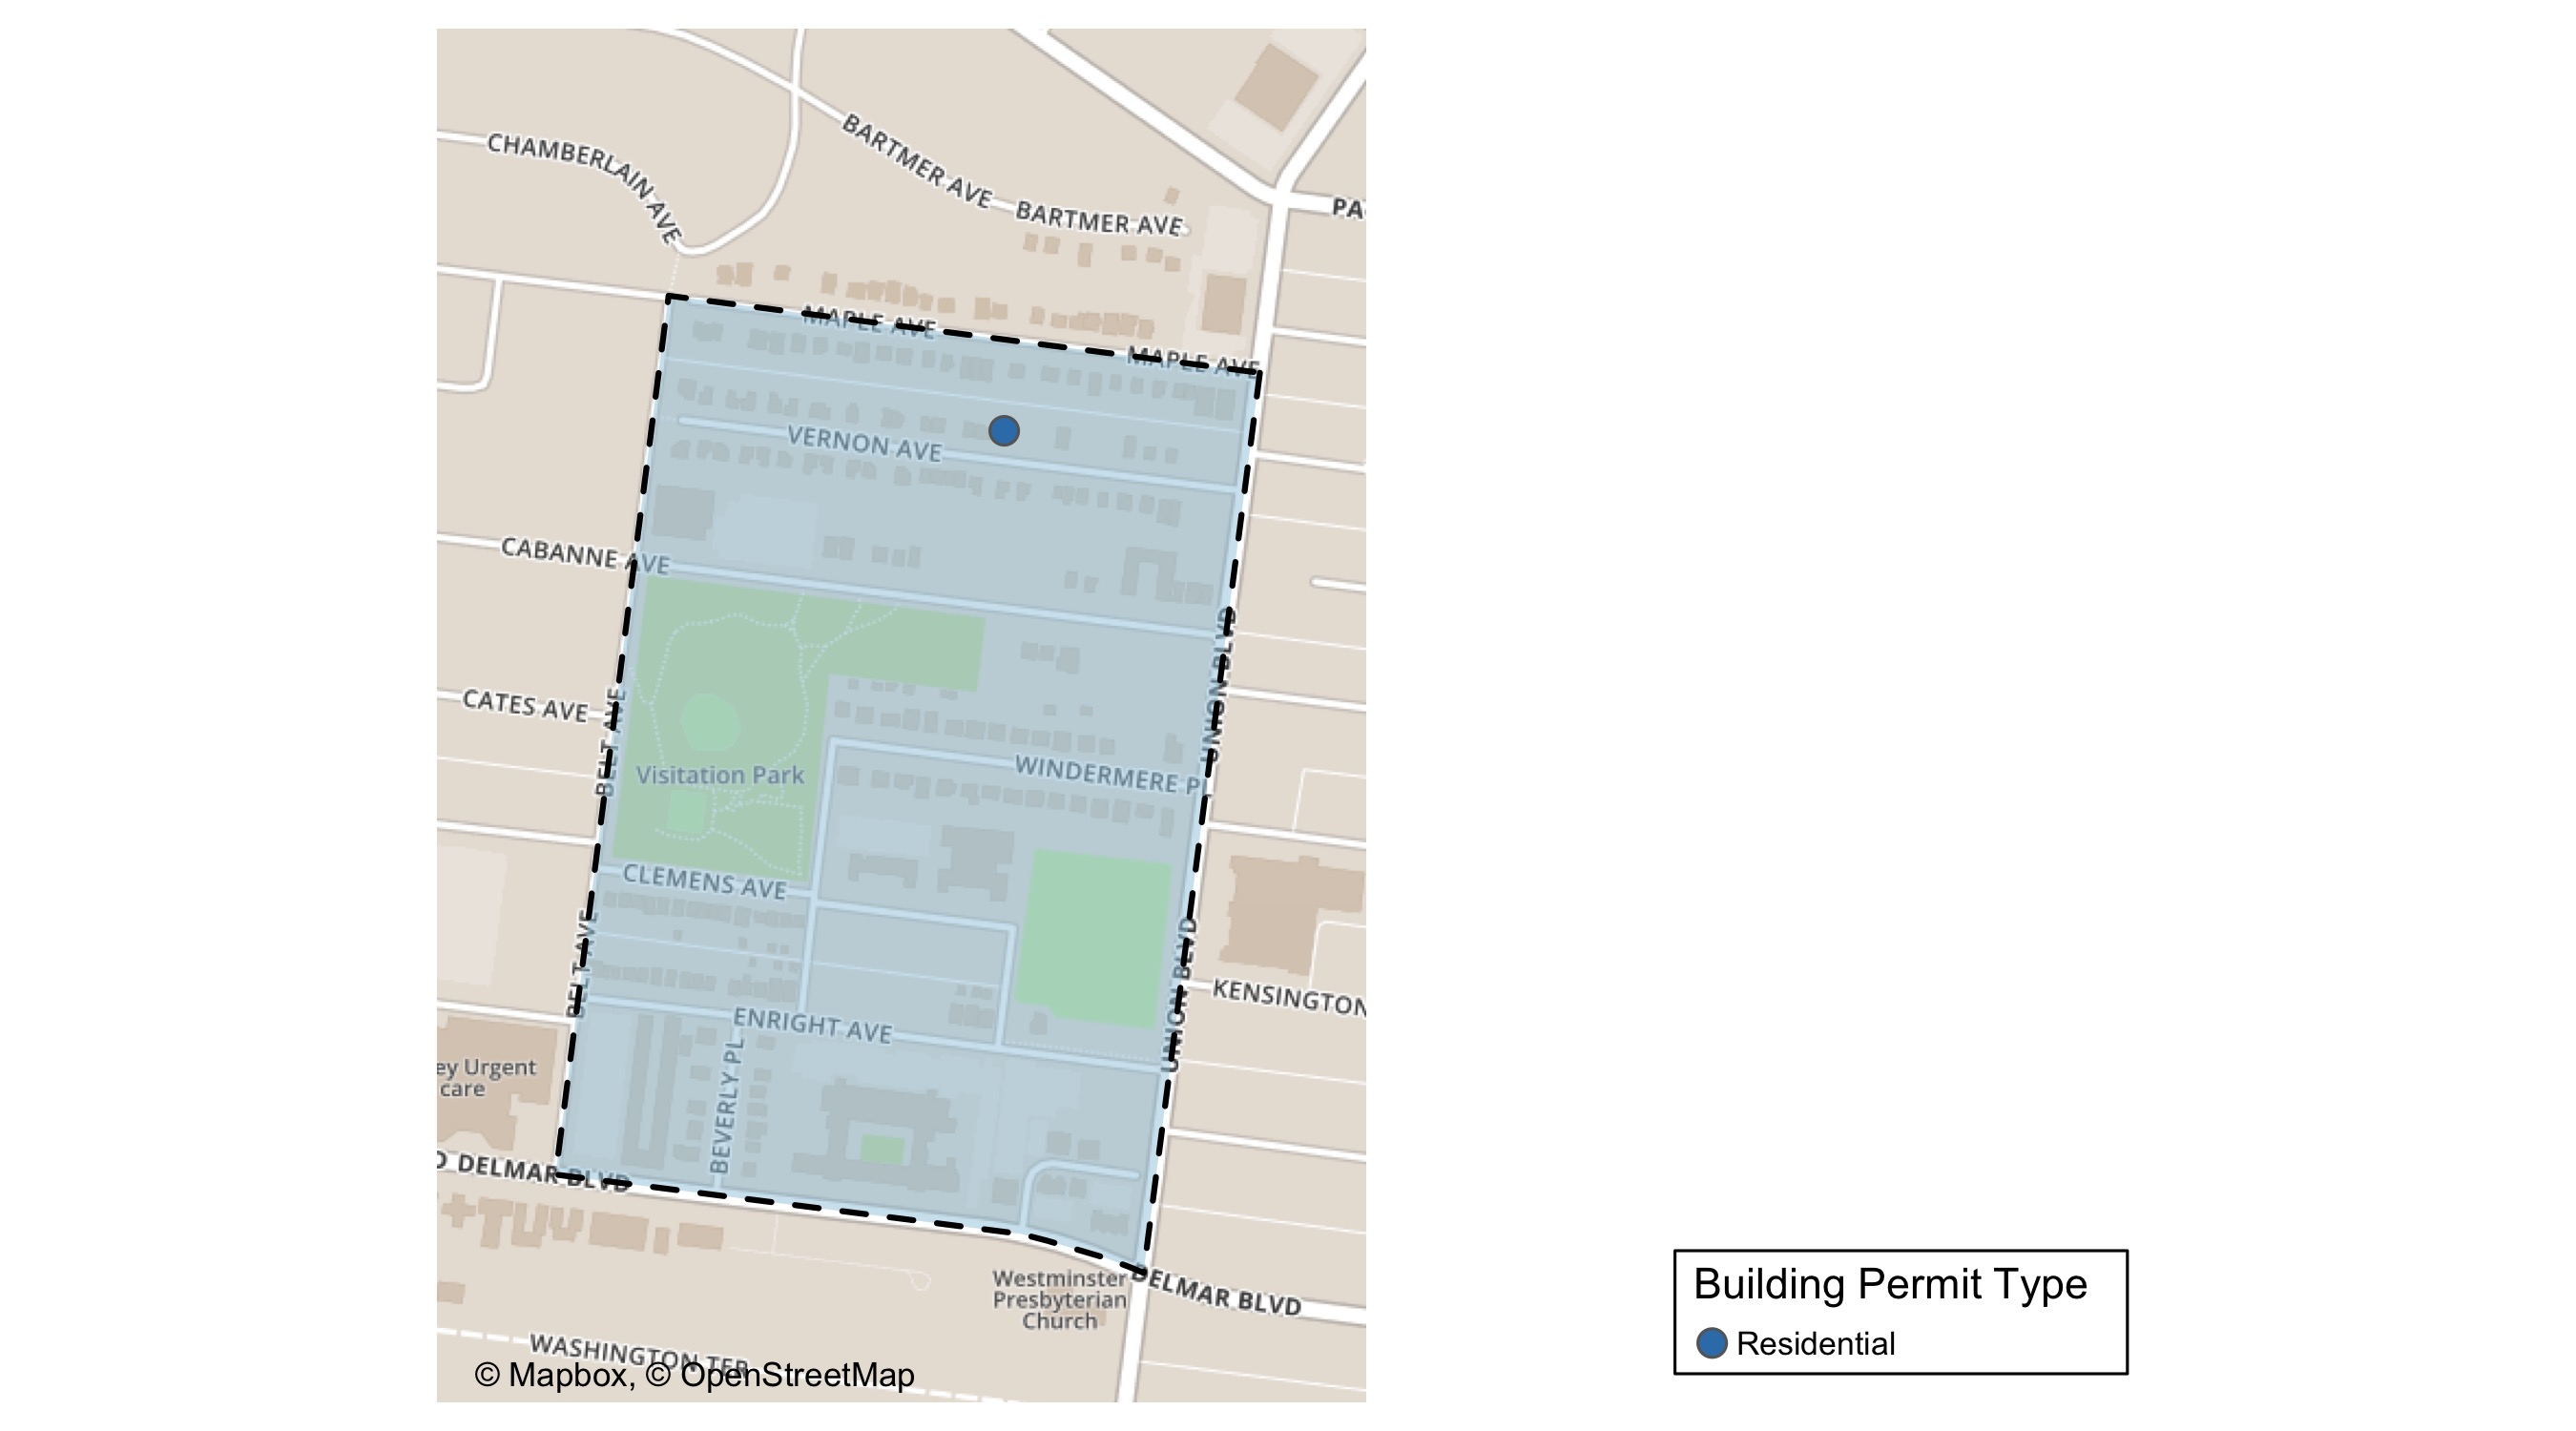 CHAMBERLAIN AVE
BARTMER AVE
BARTMER AVE
PA
MAPLE AVE
MAPLE AVE
VERNON AVE
CABANNE AVE
UNION BLVD
CATES AVE
BELT AVE
Visitation Park
WINDERMERE PL
CLEMENS AVE
BELT AVE
UNION BLVD
KENSINGTON
ENRIGHT AVE
BEVERLY PL
ey Urgent
care
DELMAR BLVD
Westminster
Presbyterian
Church
DELMAR BLVD
WASHINGTON TER
© Mapbox, © OpenStreetMap
Building Permit Type
Residential